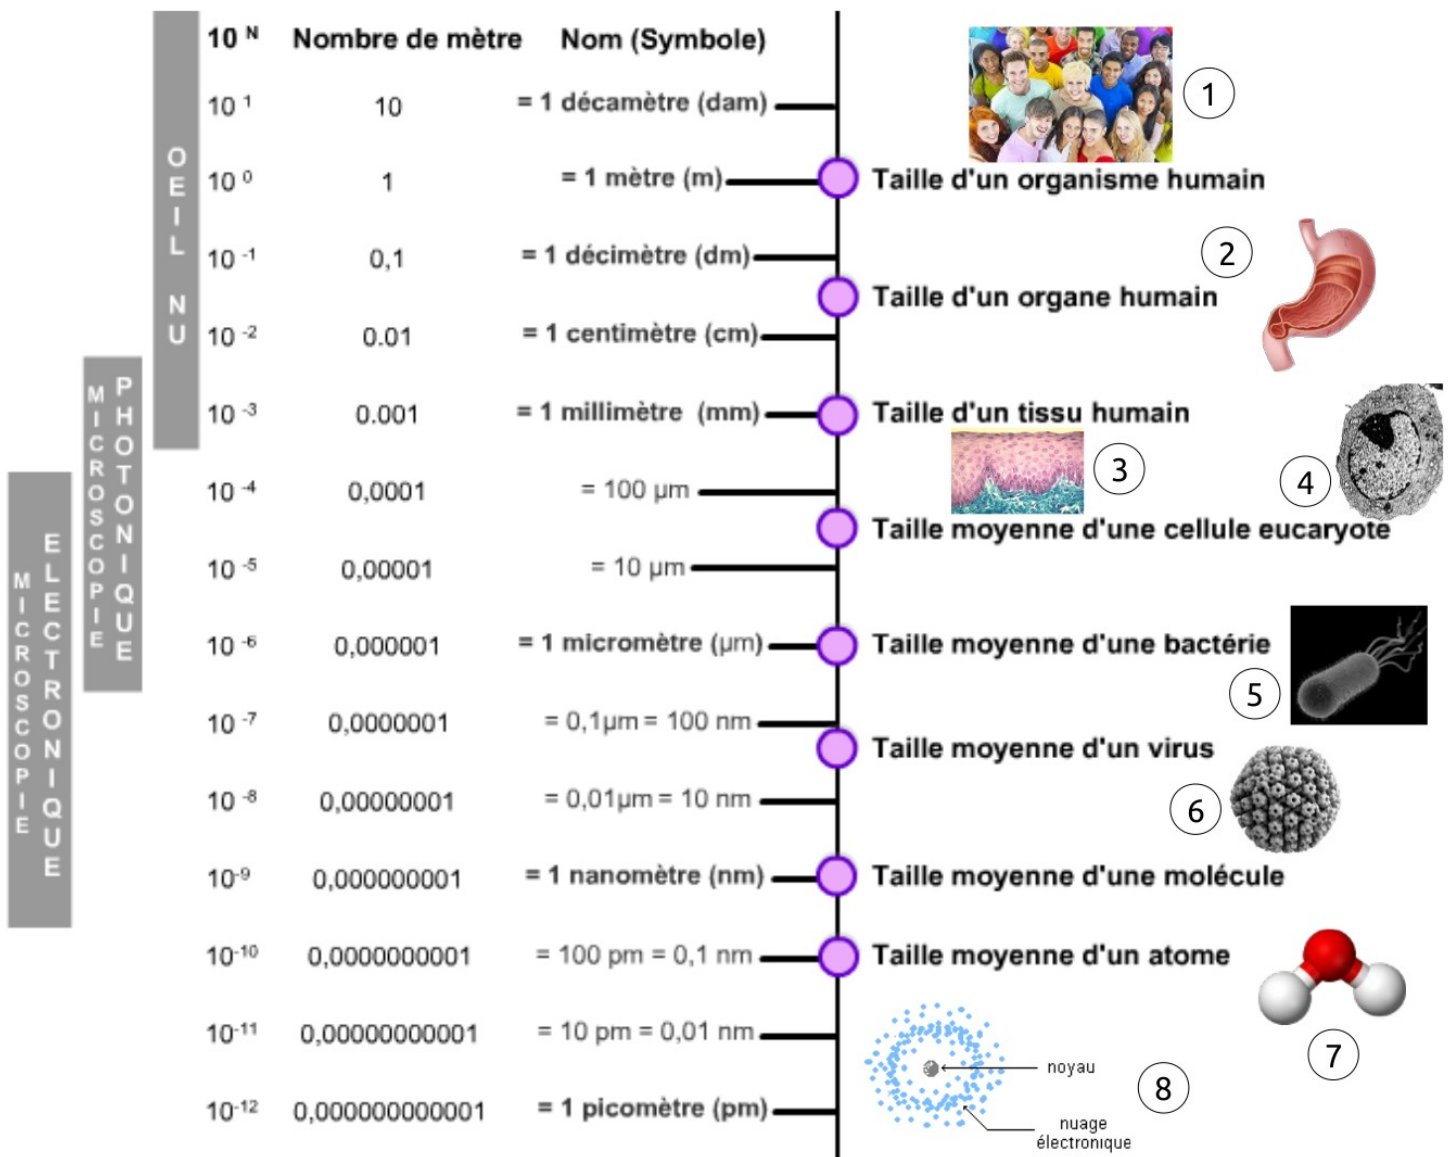 10 N Nombre de mètre Nom (Symbole)
10 1 10 = 1 décamètre (dam)
1
10 0 1 = 1 mètre (m) Taille d'un organisme humain
10 -1 0,1 = 1 décimètre (dm)
2
Taille d'un organe humain
10 -2 0.01 = 1 centimètre (cm)
10 -3 0.001 = 1 millimètre (mm) Taille d'un tissu humain
3
4
10 -4 0,0001 = 100 µm
Taille moyenne d'une cellule eucaryote
10 -5 0,00001 = 10 µm
10 -6 0,000001 = 1 micromètre (µm) Taille moyenne d'une bactérie
5
10 -7 0,0000001 = 0,1µm = 100 nm
Taille moyenne d'un virus
6
10 -8 0,00000001 = 0,01µm = 10 nm
10 -9 0,000000001 = 1 nanomètre (nm) Taille moyenne d'une molécule
10 -10 0,0000000001 = 100 pm = 0,1 nm Taille moyenne d'un atome
10 -11 0,00000000001 = 10 pm = 0,01 nm
7
noyau
8
10 -12 0,000000000001 = 1 picomètre (pm)
nuage
électronique
OEIL NU
MICROSCOPIE
PHOTONIQUE
MICROSCOPIE
ELECTRONIQUE